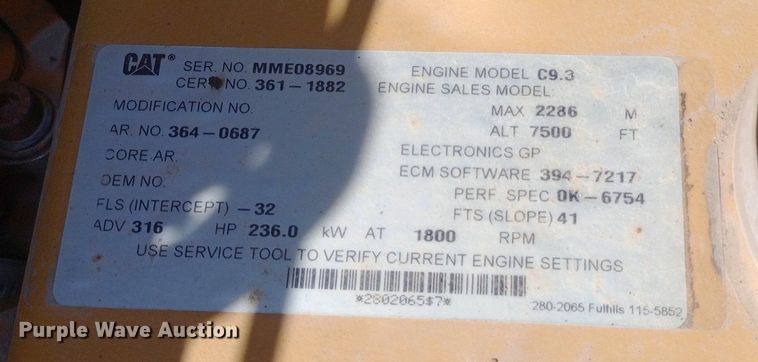 CAT® SER. NO. MME08969 ENGINE MODEL C9.3
CERT NO. 361-1882 ENGINE SALES MODEL:
MODIFICATION NO. MAX 2286 M
AR. NO. 364-0687 ALT 7500 FT
CORE AR. ELECTRONICS GP
OEM NO. ECM SOFTWARE 394-7217
PERF. SPEC 0K-6754
FLS (INTERCEPT) -32 FTS (SLOPE) 41
ADV 316 HP 236.0 kW AT 1800 RPM
USE SERVICE TOOL TO VERIFY CURRENT ENGINE SETTINGS
*2802065$7* 280-2065 Fulhils 115-5852
Purple Wave Auction